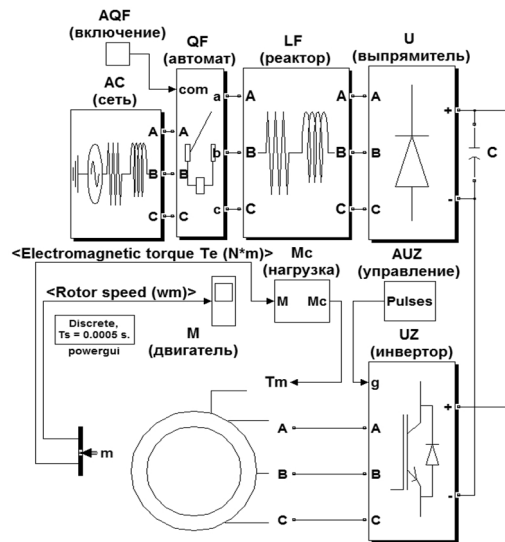 AQF
(включение)
QF
(автомат)
LF
(реактор)
U
(выпрямитель)
AC
(сеть)
com
a
A
A
A
+
A
A
B
B
b
B
B
B
C
C
C
c
C
C
C
-
<Electromagnetic torque Te (N*m)>
Mc
(нагрузка)
AUZ
(управление)
<Rotor speed (wm)>
M
Mc
Pulses
Discrete,
Ts = 0.0005 s.
powergui
M
(двигатель)
UZ
(инвертор)
Tm
g
+
A
A
m
B
B
-
C
C